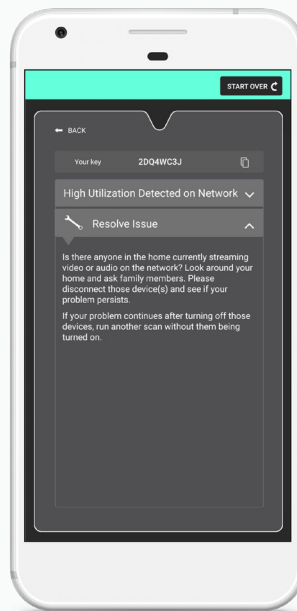 START OVER
BACK
Your key 2DQ4WC3J
High Utilization Detected on Network
Resolve Issue
Is there anyone in the home currently streaming
video or audio on the network? Look around your
home and ask family members. Please
disconnect those device(s) and see if your
problem persists.
If your problem continues after turning off those
devices, run another scan without them being
turned on.